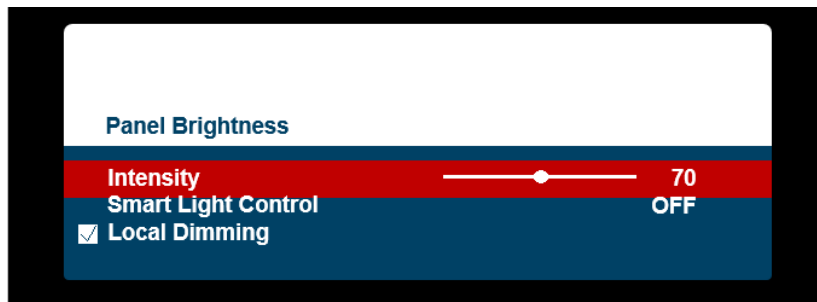 Panel Brightness
Intensity 70
Smart Light Control OFF
Local Dimming